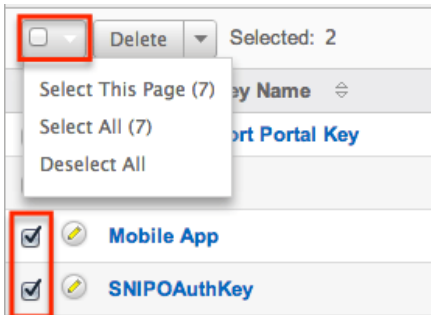 Delete Selected: 2
Select This Page (7)
ey Name
Select All (7)
ort Portal Key
Deselect All
Mobile App
SNIPOAuthKey